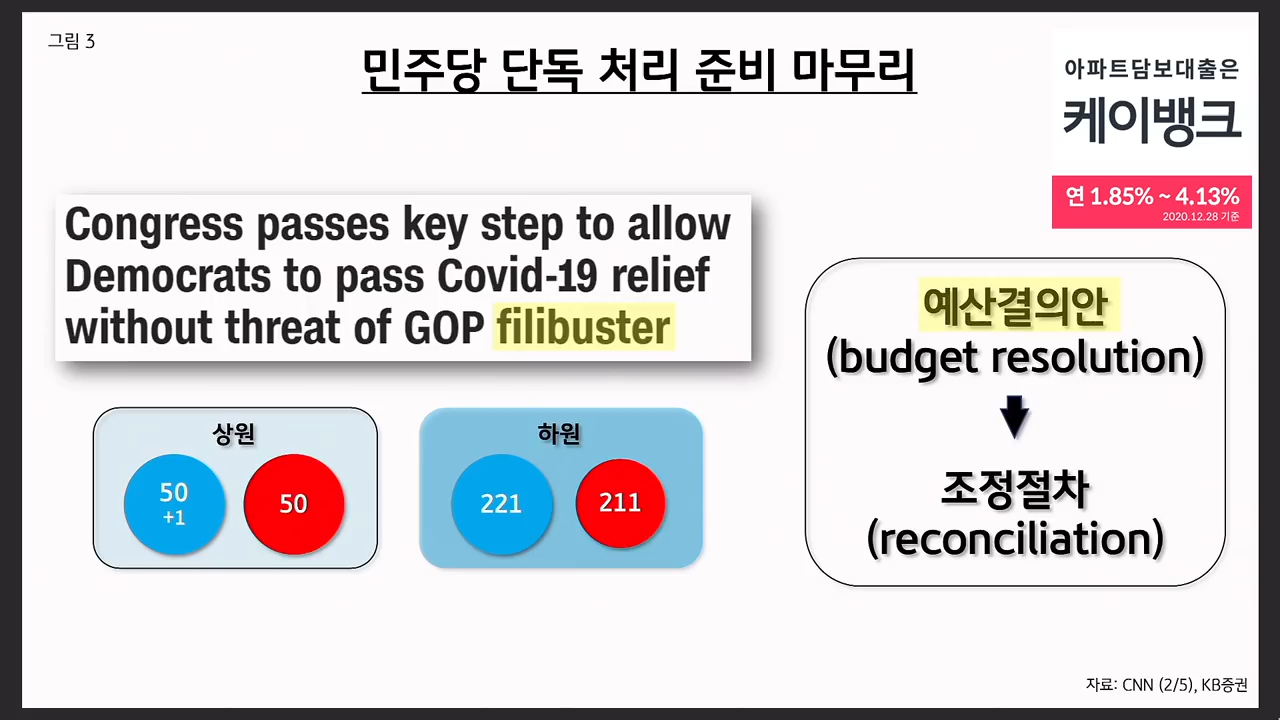 그림 3
민주당 단독 처리 준비 마무리
아파트담보대출은
케이뱅크
연 1.85% ~ 4.13%
2020.12.28 기준
Congress passes key step to allow
Democrats to pass Covid-19 relief
without threat of GOP filibuster
예산결의안
(budget resolution)
조정절차
(reconciliation)
상원
50
+1
50
하원
221
211
자료: CNN (2/5), KB증권